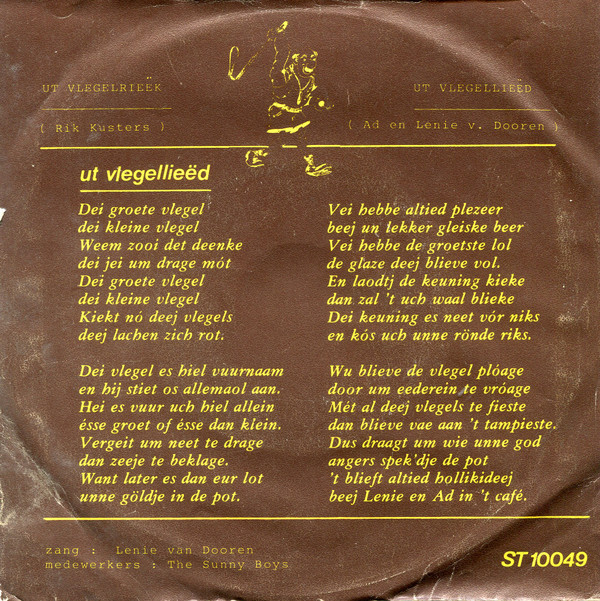 UT VLEGELRIEËK
UT VLEGELLIEËD
( Rik Kusters )
( Ad en Lenie v. Dooren )
ut vlegellieëd
Dei groete vlegel
dei kleine vlegel
Weem zooi det deenke
dei jei um drage mót
Dei groete vlegel
dei kleine vlegel
Kiekt nó deej vlegels
deej lachen zich rot.
Dei vlegel es hiel vuurnaam
en hij stiet os allemaol aan.
Hei es vuur uch hiel allein
ésse groet of ésse dan klein.
Vergeit um neet te drage
dan zeeje te beklage.
Want later es dan eur lot
unne göldje in de pot.
Vei hebbe altied plezeer
beej un lekker gleiske beer
Vei hebbe de groetste lol
de glaze deej blieve vol.
En laodtj de keuning kieke
dan zal 't uch waal blieke
Dei keuning es neet vór niks
en kós uch unne rönde riks.
Wu blieve de vlegel plóage
door um eederein te vróage
Mét al deej vlegels te fieste
dan blieve vae aan 't tampieste.
Dus draagt um wie unne god
angers spek'dje de pot
't blieft altied hollikideej
beej Lenie en Ad in 't café.
zang : Lenie van Dooren
medewerkers : The Sunny Boys
ST 10049